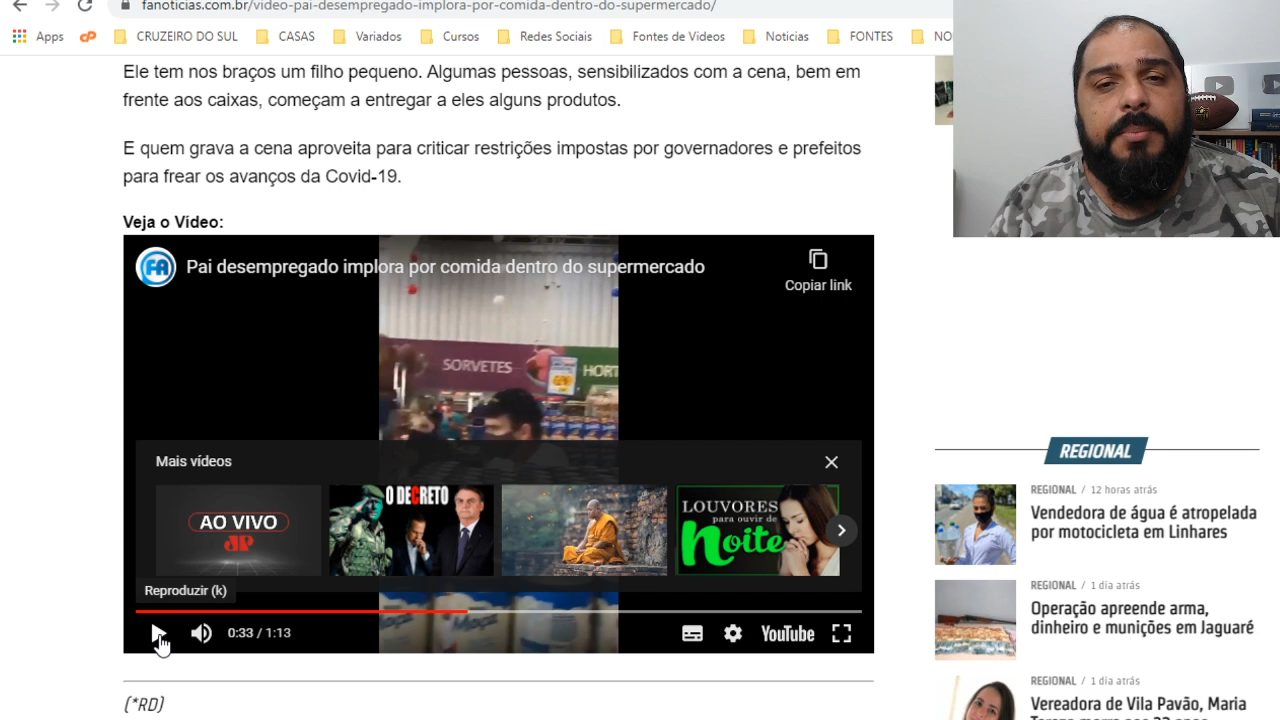 fanoticias.com.br/video-pai-desempregado-implora-por-comida-dentro-do-supermercado/
Apps
CRUZEIRO DO SUL
CASAS
Variados
Cursos
Redes Sociais
Fontes de Videos
Noticias
FONTES
NO
Ele tem nos braços um filho pequeno. Algumas pessoas, sensibilizados com a cena, bem em
frente aos caixas, começam a entregar a eles alguns produtos.
E quem grava a cena aproveita para criticar restrições impostas por governadores e prefeitos
para frear os avanços da Covid-19.
Veja o Vídeo:
FA
Pai desempregado implora por comida dentro do supermercado
Copiar link
SORVETES
HORT
Mais vídeos
AO VIVO
JP
O DECRETO
LOUVORES
para ouvir de
Noite
Reproduzir (k)
0:33 / 1:13
YouTube
(*RD)
REGIONAL
REGIONAL / 12 horas atrás
Vendedora de água é atropelada
por motocicleta em Linhares
REGIONAL / 1 dia atrás
Operação apreende arma,
dinheiro e munições em Jaguaré
REGIONAL / 1 dia atrás
Vereadora de Vila Pavão, Maria